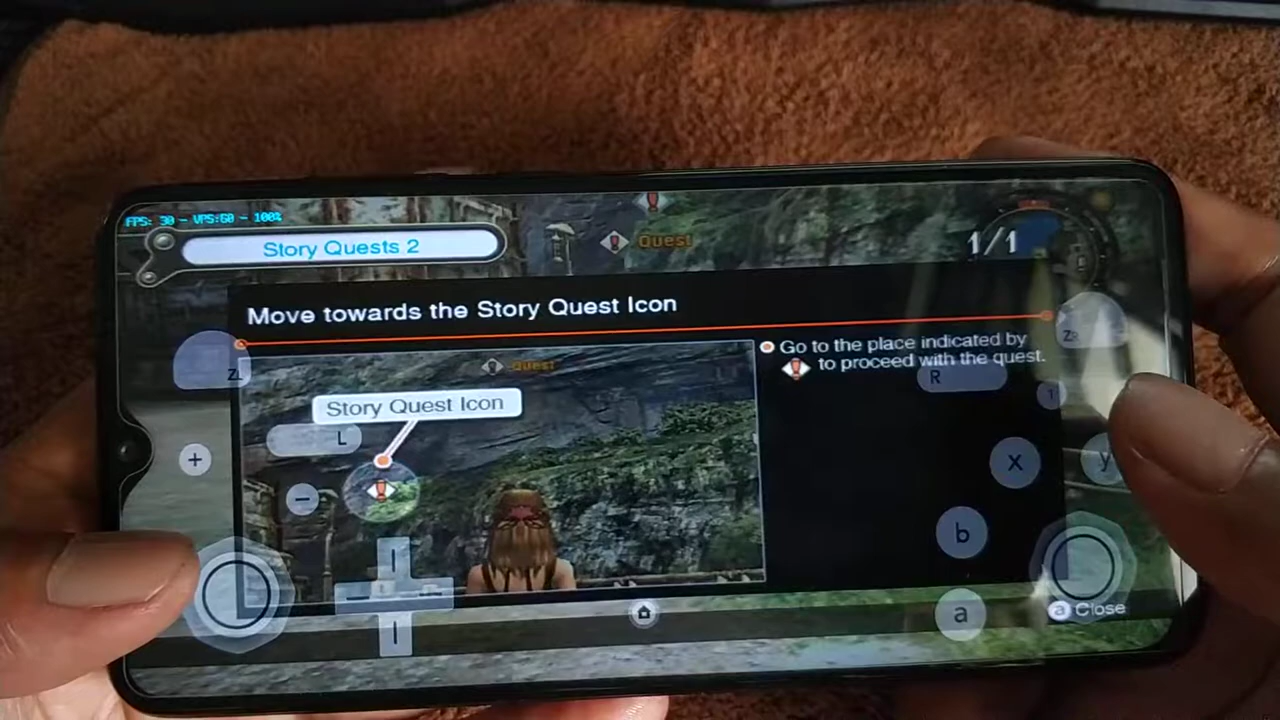 FPS: 30 - VPS:60 - 100%
Story Quests 2
Quest
1/1
Move towards the Story Quest Icon
Go to the place indicated by
to proceed with the quest.
Quest
Story Quest Icon
ZL
L
+
-
R
x
y
b
a
a Close